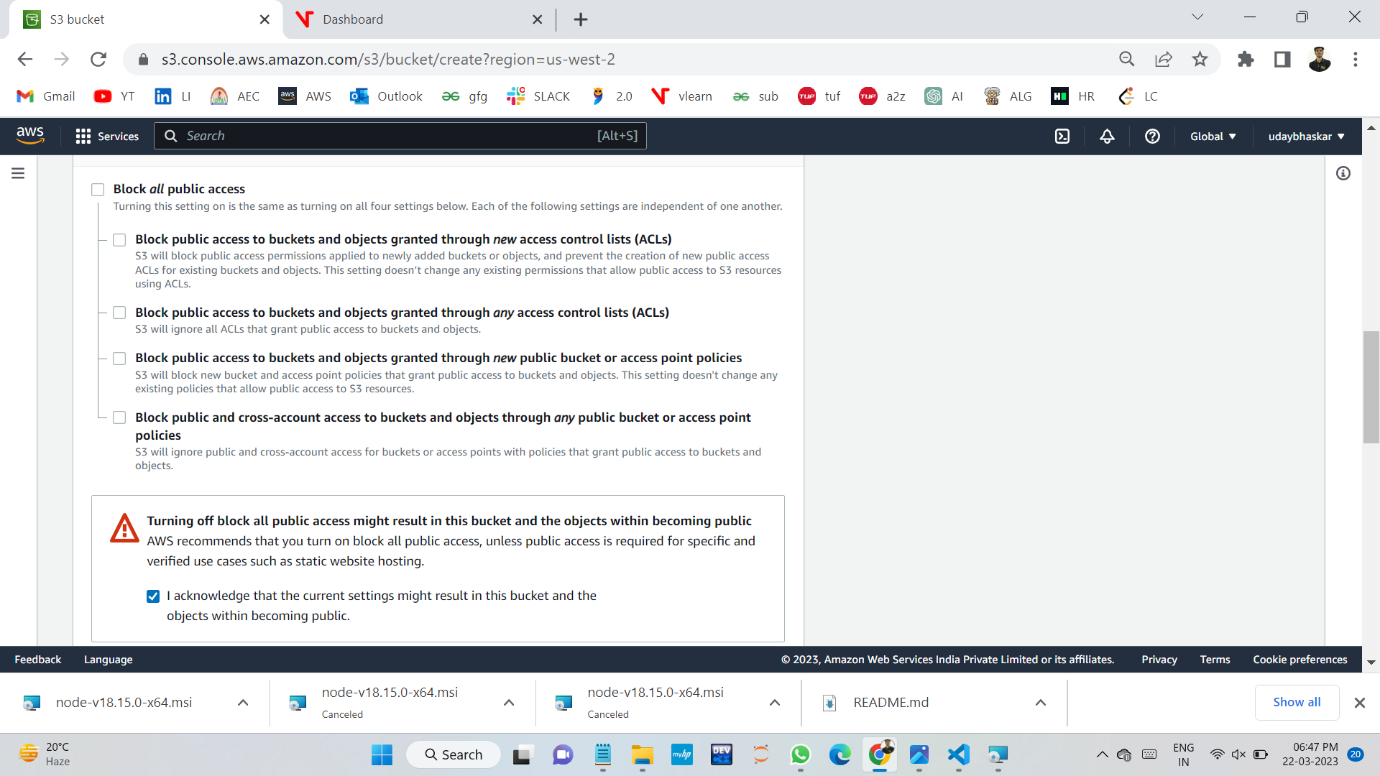 S3 bucket
Dashboard
s3.console.aws.amazon.com/s3/bucket/create?region=us-west-2
Gmail
YT
LI
AEC
AWS
Outlook
gfg
SLACK
2.0
vlearn
sub
tuf
a2z
AI
ALG
HR
LC
aws
Services
Search
[Alt+S]
Global
udaybhaskar
Block all public access
Turning this setting on is the same as turning on all four settings below. Each of the following settings are independent of one another.
Block public access to buckets and objects granted through new access control lists (ACLs)
S3 will block public access permissions applied to newly added buckets or objects, and prevent the creation of new public access
ACLs for existing buckets and objects. This setting doesn't change any existing permissions that allow public access to S3 resources
using ACLs.
Block public access to buckets and objects granted through any access control lists (ACLs)
S3 will ignore all ACLs that grant public access to buckets and objects.
Block public access to buckets and objects granted through new public bucket or access point policies
S3 will block new bucket and access point policies that grant public access to buckets and objects. This setting doesn't change any
existing policies that allow public access to S3 resources.
Block public and cross-account access to buckets and objects through any public bucket or access point
policies
S3 will ignore public and cross-account access for buckets or access points with policies that grant public access to buckets and
objects.
Turning off block all public access might result in this bucket and the objects within becoming public
AWS recommends that you turn on block all public access, unless public access is required for specific and
verified use cases such as static website hosting.
I acknowledge that the current settings might result in this bucket and the
objects within becoming public.
Feedback
Language
© 2023, Amazon Web Services India Private Limited or its affiliates.
Privacy
Terms
Cookie preferences
node-v18.15.0-x64.msi
node-v18.15.0-x64.msi
Canceled
node-v18.15.0-x64.msi
Canceled
README.md
Show all
20°C
Haze
Search
myhp
DEV
ENG
IN
06:47 PM
22-03-2023
20